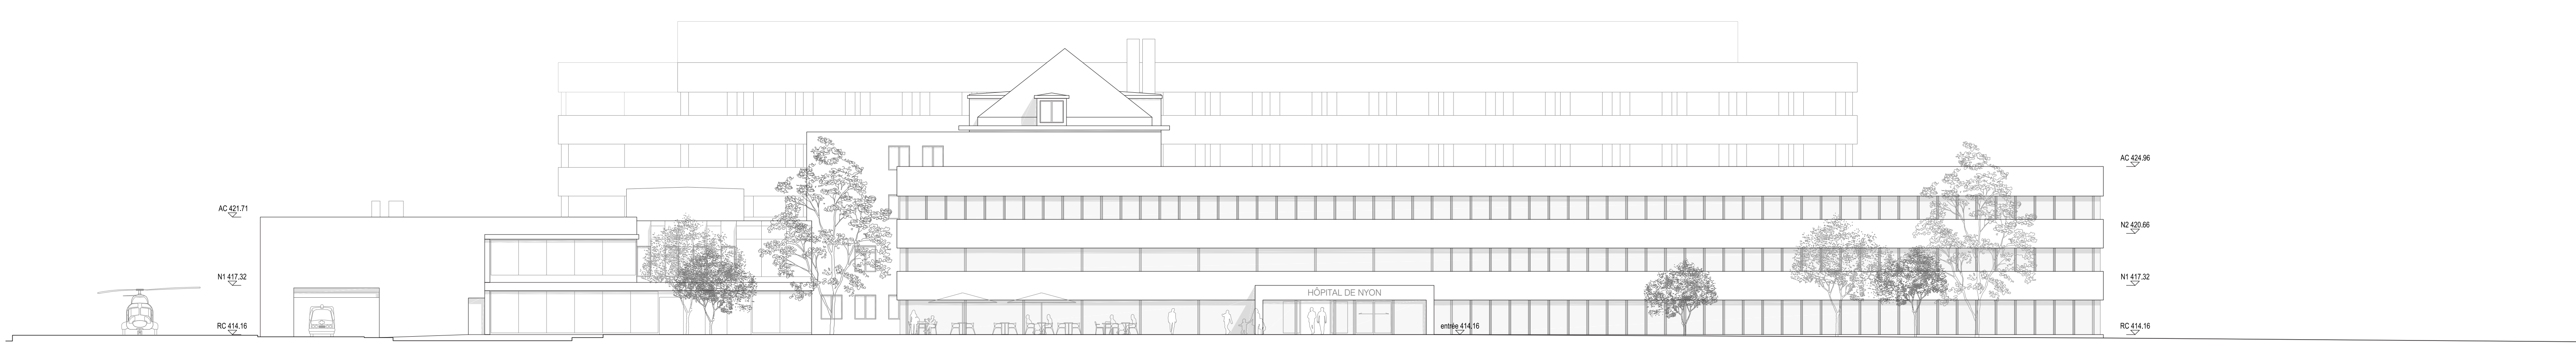 AC 424.96
AC 421.71
N2 420.66
N1 417.32
N1 417.32
HÔPITAL DE NYON
RC 414.16
entrée 414.16
RC 414.16